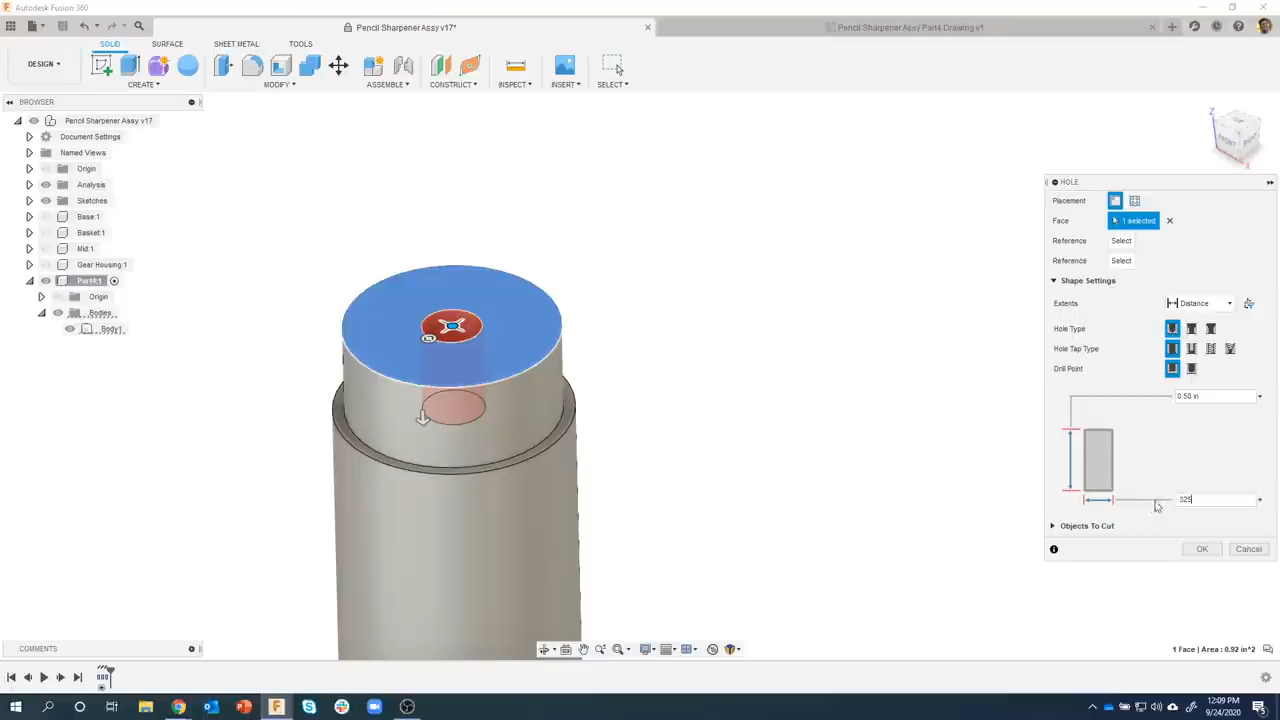 Autodesk Fusion 360
Pencil Sharpener Assy v17*
Pencil Sharpener Assy Part4 Drawing v1
SOLID SURFACE SHEET METAL TOOLS
DESIGN
CREATE MODIFY ASSEMBLE CONSTRUCT INSPECT INSERT SELECT
BROWSER
Pencil Sharpener Assy v17
Document Settings
Named Views
Origin
Analysis
Sketches
Base:1
Basket:1
Mid:1
Gear Housing:1
Part4:1
Origin
Bodies
Body1
Z
FRONT
X
HOLE
Placement
Face 1 selected
Reference Select
Reference Select
Shape Settings
Extents Distance
Hole Type
Hole Tap Type
Drill Point
0.50 in
325
Objects To Cut
OK Cancel
COMMENTS
1 Face | Area : 0.92 in^2
12:09 PM
9/24/2020
5